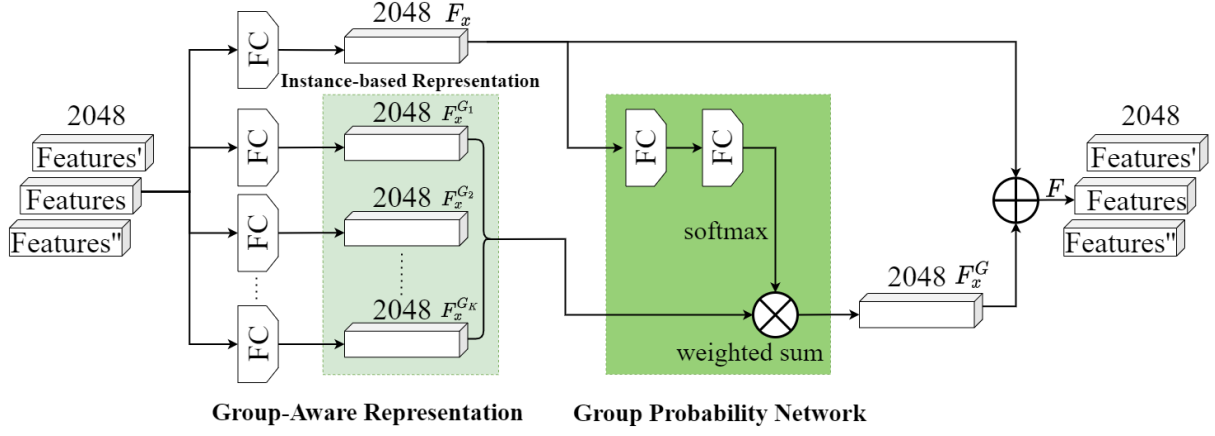 2048 F_x
FC
Instance-based Representation
2048
Features'
Features
Features"
FC
2048 F_x^{G_1}
FC
2048 F_x^{G_2}
FC
2048 F_x^{G_K}
Group-Aware Representation
FC
FC
softmax
weighted sum
Group Probability Network
2048 F_x^G
F
2048
Features'
Features
Features"